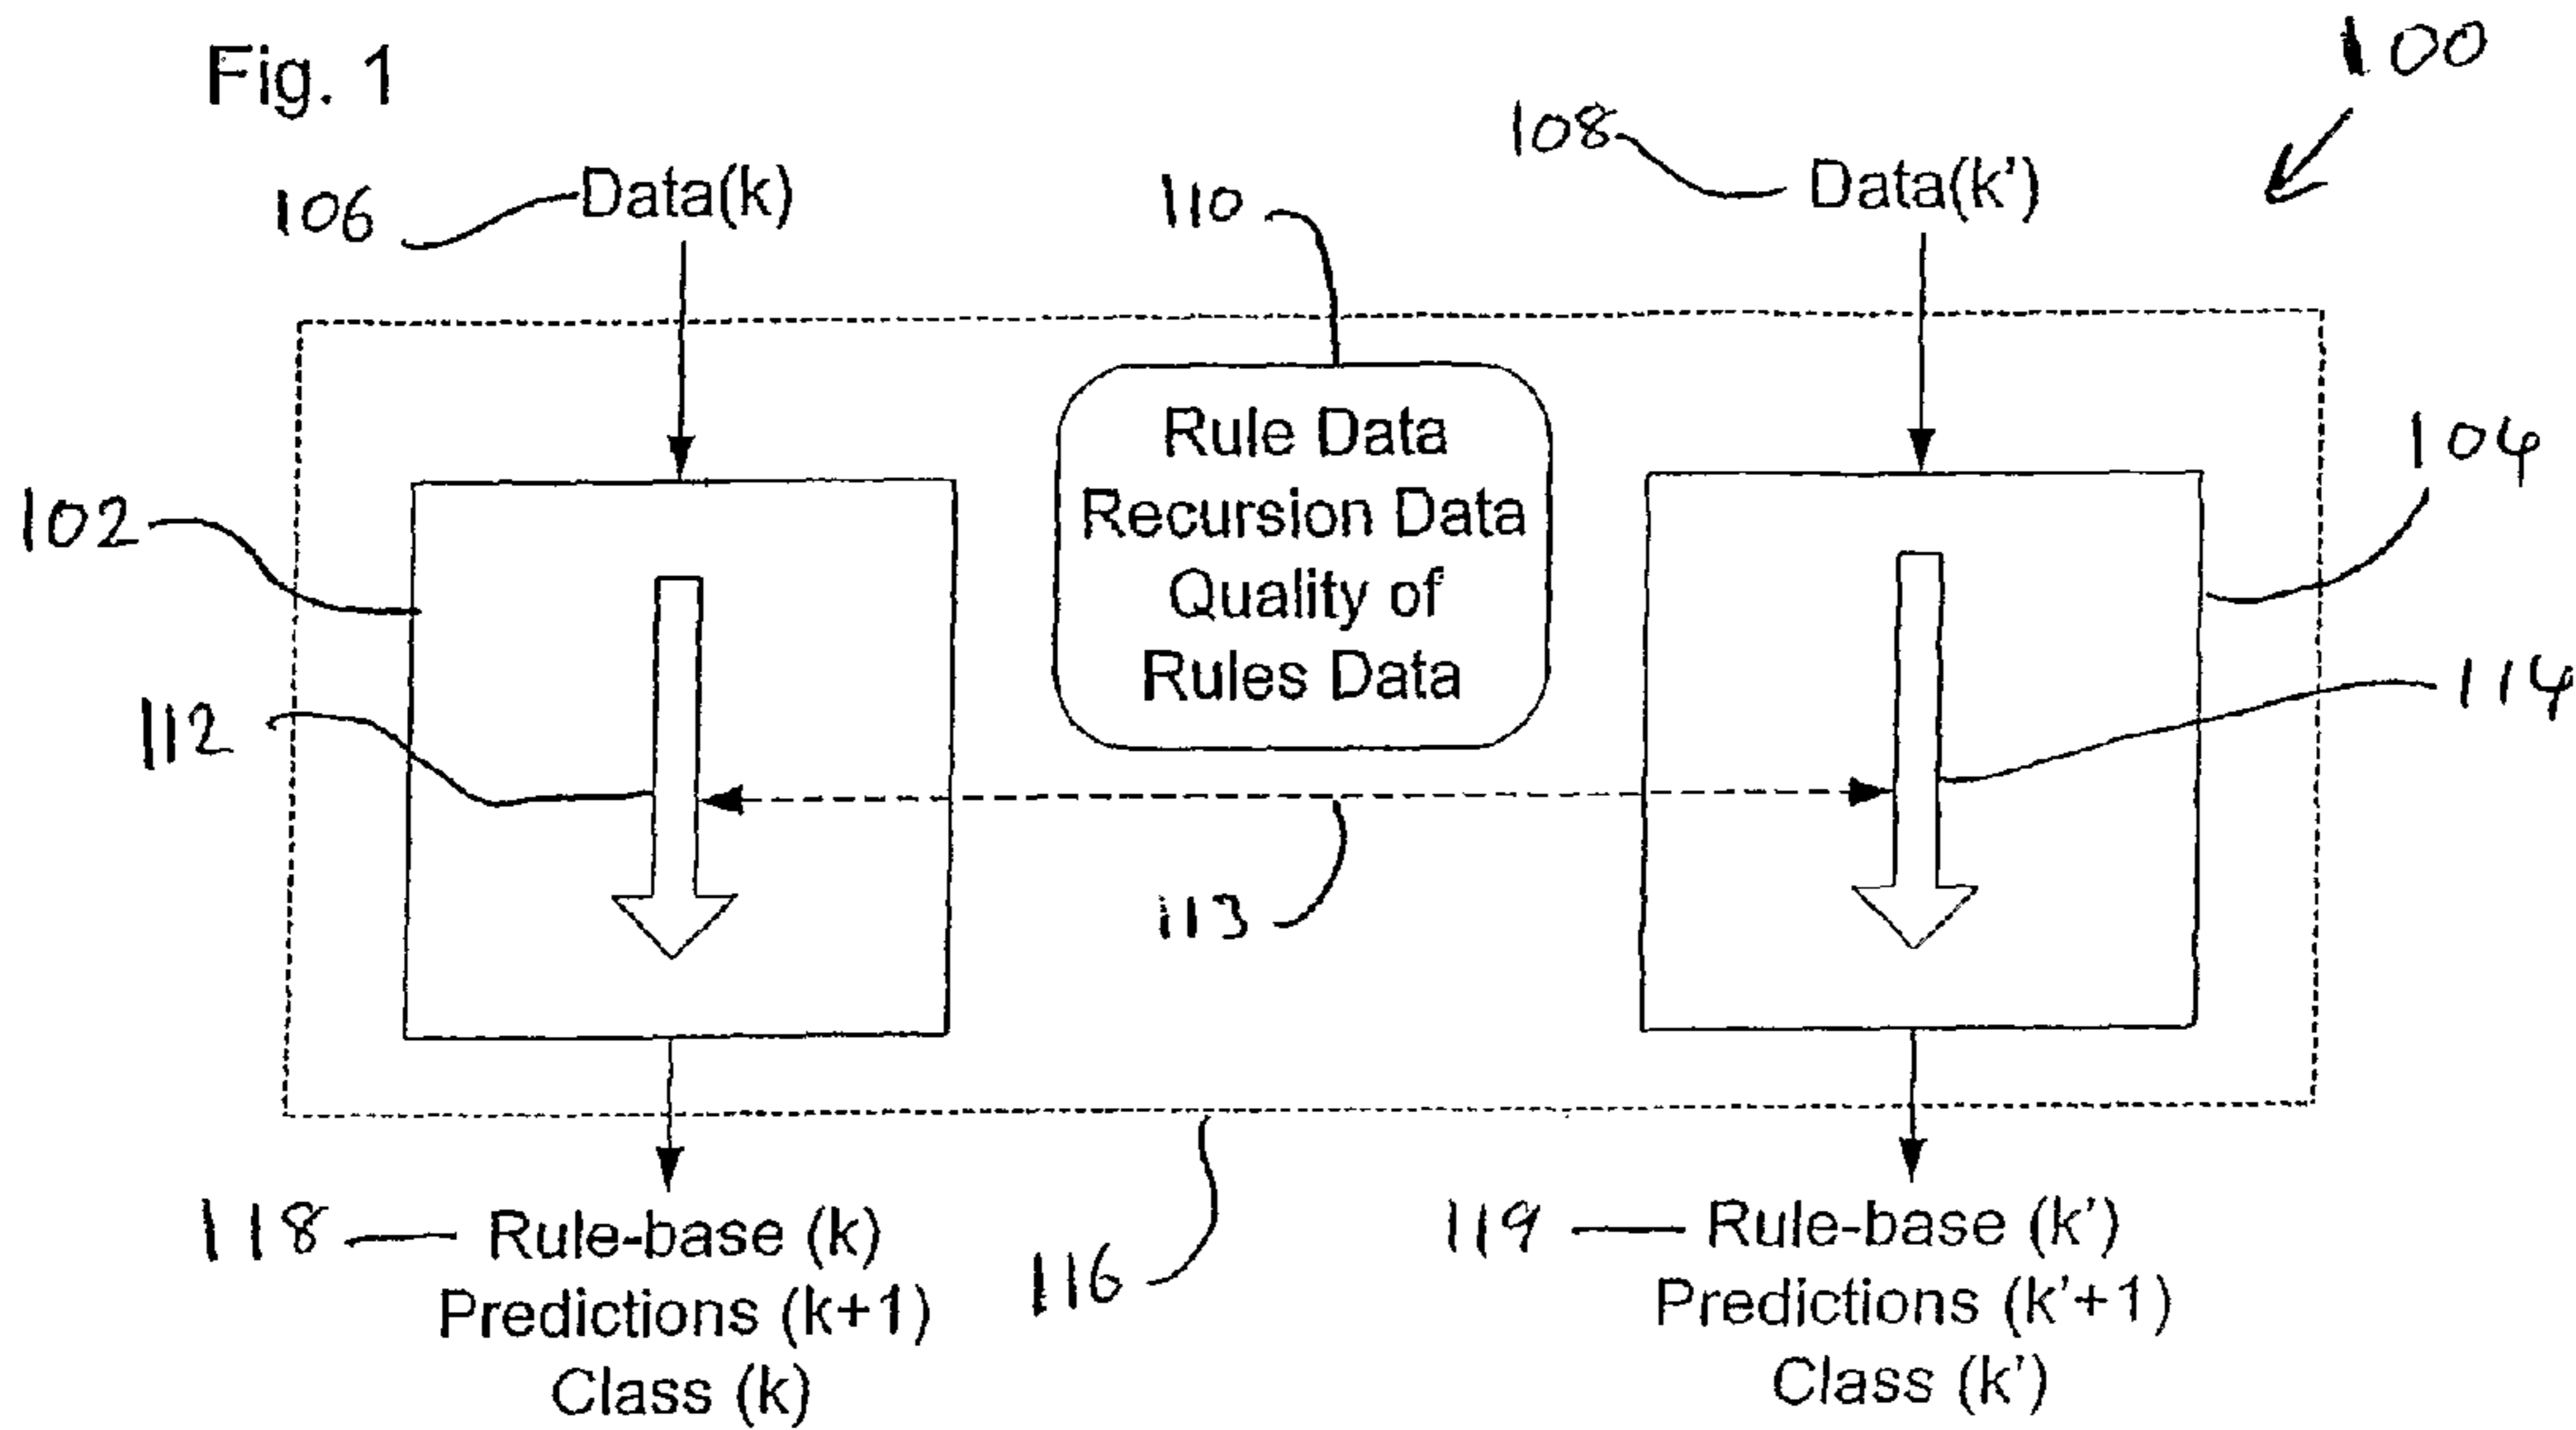 Fig. 1
100
108
106
Data(k)
110
Data(k’)
Rule Data
Recursion Data
Quality of
Rules Data
102
104
112
114
113
118
Rule-base (k)
Predictions (k+1)
Class (k)
116
119
Rule-base (k’)
Predictions (k’+1)
Class (k’)